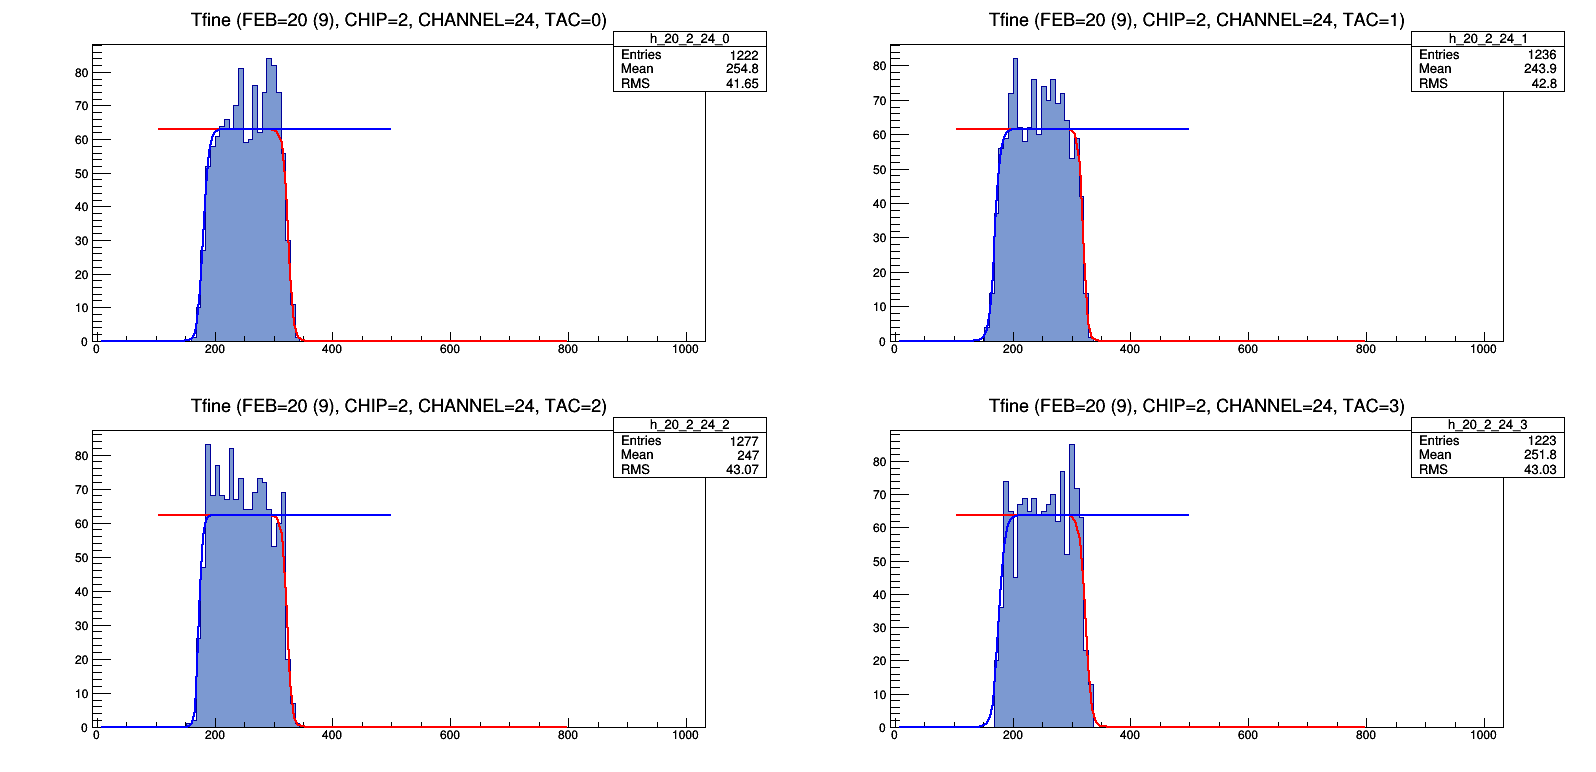 Tfine (FEB=20 (9), CHIP=2, CHANNEL=24, TAC=0)
h_20_2_24_0
Entries 1222
Mean 254.8
RMS 41.65
80
70
60
50
40
30
20
10
0
0 200 400 600 800 1000
Tfine (FEB=20 (9), CHIP=2, CHANNEL=24, TAC=1)
h_20_2_24_1
Entries 1236
Mean 243.9
RMS 42.8
80
70
60
50
40
30
20
10
0
0 200 400 600 800 1000
Tfine (FEB=20 (9), CHIP=2, CHANNEL=24, TAC=2)
h_20_2_24_2
Entries 1277
Mean 247
RMS 43.07
80
70
60
50
40
30
20
10
0
0 200 400 600 800 1000
Tfine (FEB=20 (9), CHIP=2, CHANNEL=24, TAC=3)
h_20_2_24_3
Entries 1223
Mean 251.8
RMS 43.03
80
70
60
50
40
30
20
10
0
0 200 400 600 800 1000